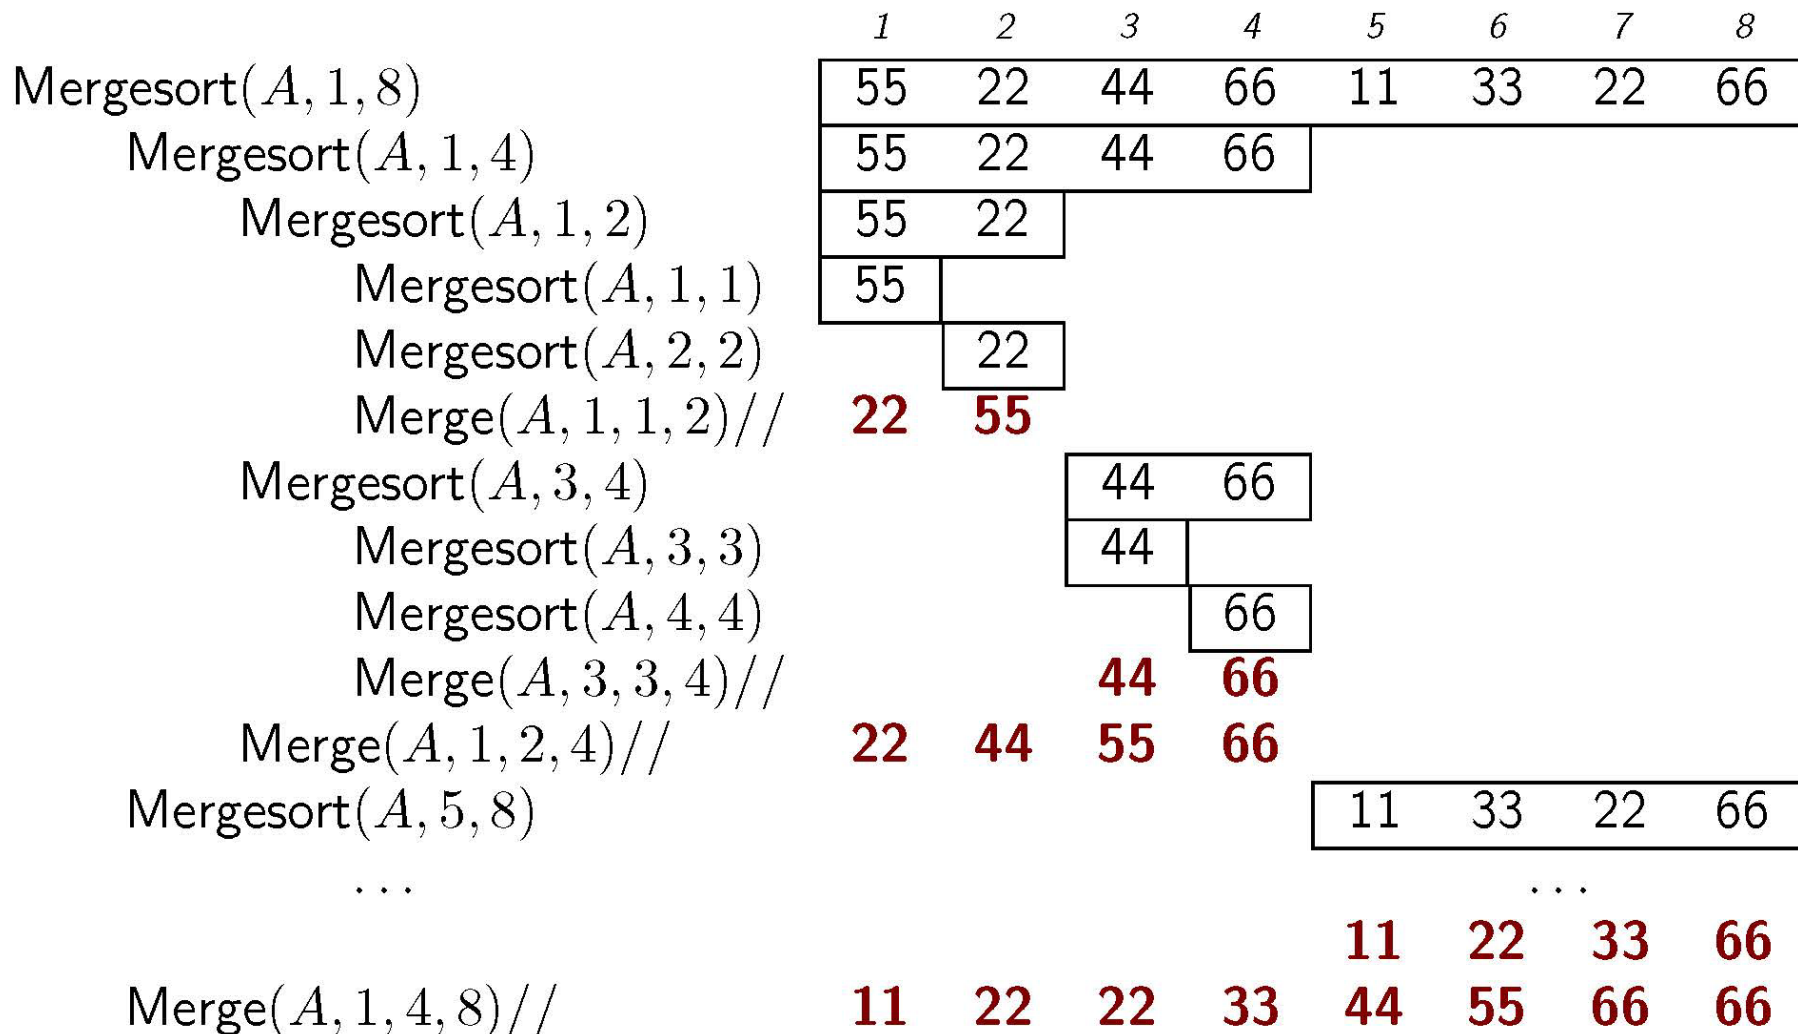 1 2 3 4 5 6 7 8
Mergesort(A, 1, 8) 55 22 44 66 11 33 22 66
Mergesort(A, 1, 4) 55 22 44 66
Mergesort(A, 1, 2) 55 22
Mergesort(A, 1, 1) 55
Mergesort(A, 2, 2) 22
Merge(A, 1, 1, 2)// 22 55
Mergesort(A, 3, 4) 44 66
Mergesort(A, 3, 3) 44
Mergesort(A, 4, 4) 66
Merge(A, 3, 3, 4)// 44 66
Merge(A, 1, 2, 4)// 22 44 55 66
Mergesort(A, 5, 8) 11 33 22 66
... ...
11 22 33 66
Merge(A, 1, 4, 8)// 11 22 22 33 44 55 66 66